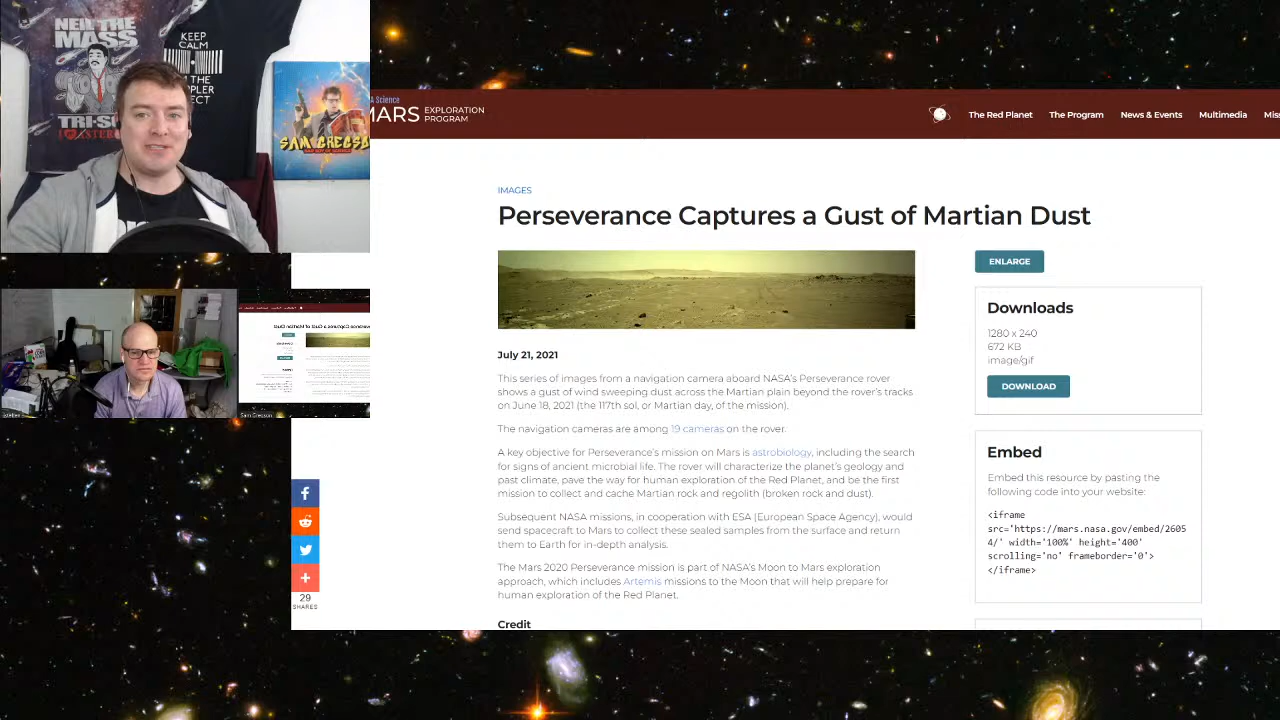 NEIL THE
MASS
TRI-SO
KEEP
CALM
SAM GREGSO
Sam Gregson
Science
MARS EXPLORATION
PROGRAM
The Red Planet
The Program
News & Events
Multimedia
Mis
IMAGES
Perseverance Captures a Gust of Martian Dust
July 21, 2021
This series of images from a navigation camera aboard NASA's Perseverance rover
shows a gust of wind sweeping dust across the Martian plain beyond the rover's tracks
on June 18, 2021 (the 117th sol, or Martian day, of the mission).
The navigation cameras are among 19 cameras on the rover.
A key objective for Perseverance's mission on Mars is astrobiology, including the search
for signs of ancient microbial life. The rover will characterize the planet's geology and
past climate, pave the way for human exploration of the Red Planet, and be the first
mission to collect and cache Martian rock and regolith (broken rock and dust).
Subsequent NASA missions, in cooperation with ESA (European Space Agency), would
send spacecraft to Mars to collect these sealed samples from the surface and return
them to Earth for in-depth analysis.
The Mars 2020 Perseverance mission is part of NASA's Moon to Mars exploration
approach, which includes Artemis missions to the Moon that will help prepare for
human exploration of the Red Planet.
Credit
ENLARGE
Downloads
1280 x 240
672 KB
image/gif
DOWNLOAD
Embed
Embed this resource by pasting the
following code into your website:
<iframe
src='https://mars.nasa.gov/embed/2605
4/' width='100%' height='400'
scrolling='no' frameborder='0'>
</iframe>
29
SHARES